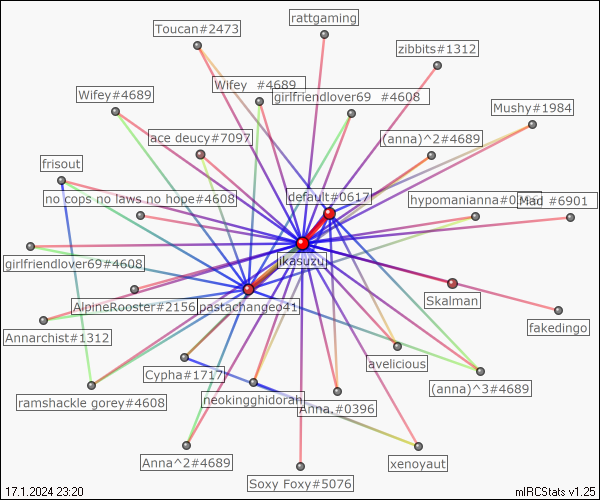 rattgaming
Toucan#2473
zibbits#1312
Wifey #4689
Wifey#4689
girlfriendlover69 #4608
Mushy#1984
ace deucy#7097
(anna)^2#4689
frisout
no cops no laws no hope#4608
default#0617
hypomanianna#0
Mad #6901
jkasuzu
girlfriendlover69#4608
AlpineRooster#2156
pastachangeo41
Skalman
Annarchist#1312
fakedingo
avelicious
Cypha#1717
(anna)^3#4689
ramshackle gorey#4608
neokingghidorah
Anna.#0396
Anna^2#4689
xenoyaut
Soxy Foxy#5076
17.1.2024 23:20
mIRCStats v1.25